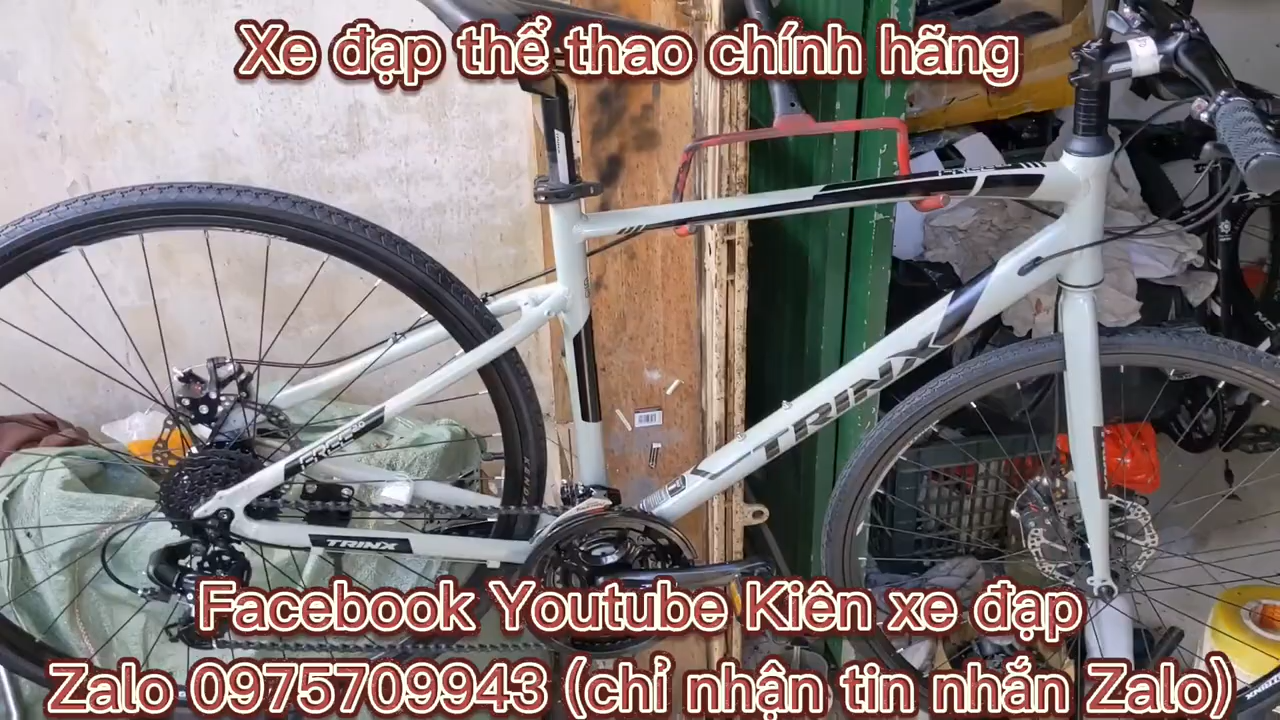 Xe đạp thể thao chính hãng
TRINX
FREE
TRINX
Facebook Youtube Kiên xe đạp
Zalo 0975709943 (chỉ nhận tin nhắn Zalo)